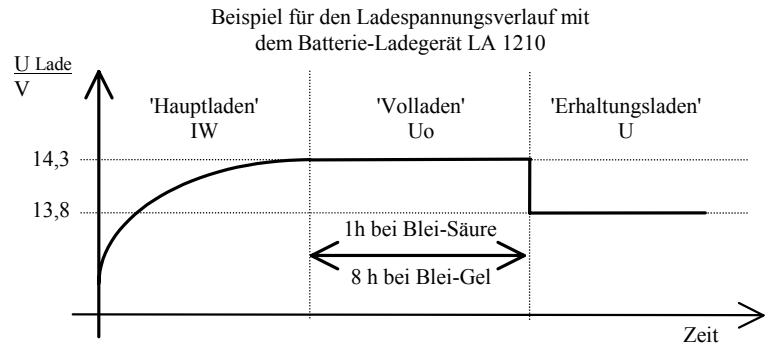 Beispiel für den Ladespannungsverlauf mit
dem Batterie-Ladegerät LA 1210
U Lade
V
'Hauptladen'
IW
'Volladen'
Uo
'Erhaltungsladen'
U
14,3
13,8
1h bei Blei-Säure
8 h bei Blei-Gel
Zeit